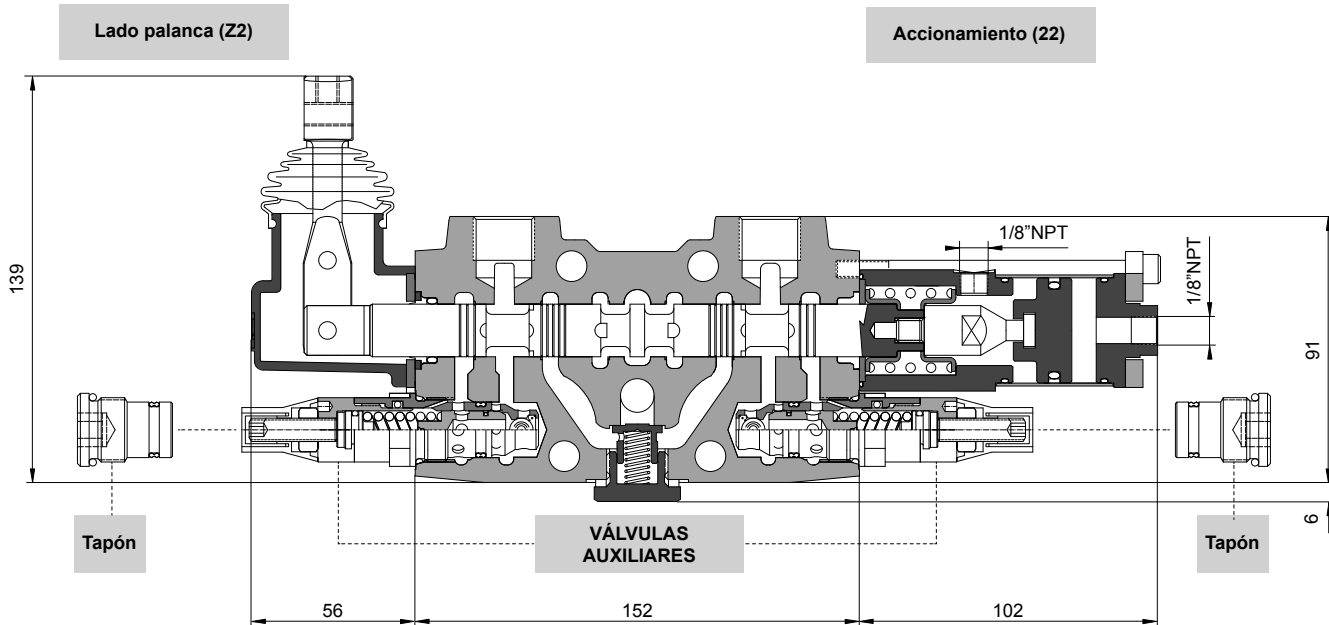 Lado palanca (Z2)
Accionamiento (22)
139
1/8”NPT
1/8”NPT
91
6
Tapón
VÁLVULAS
AUXILIARES
Tapón
56
152
102